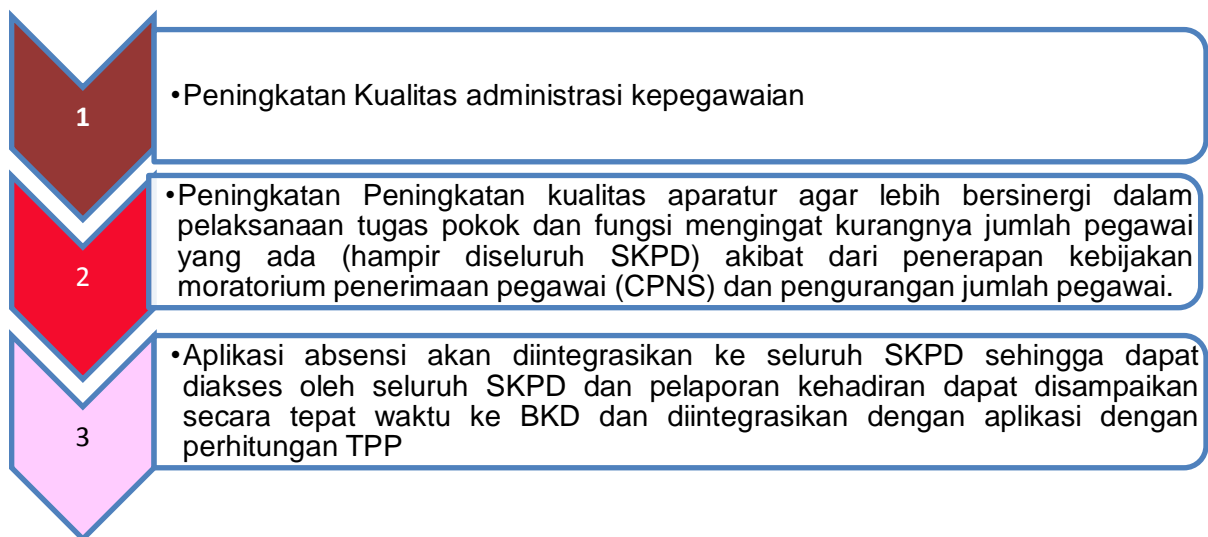 1
•Peningkatan Kualitas administrasi kepegawaian
2
•Peningkatan Peningkatan kualitas aparatur agar lebih bersinergi dalam
pelaksanaan tugas pokok dan fungsi mengingat kurangnya jumlah pegawai
yang ada (hampir diseluruh SKPD) akibat dari penerapan kebijakan
moratorium penerimaan pegawai (CPNS) dan pengurangan jumlah pegawai.
3
•Aplikasi absensi akan diintegrasikan ke seluruh SKPD sehingga dapat
diakses oleh seluruh SKPD dan pelaporan kehadiran dapat disampaikan
secara tepat waktu ke BKD dan diintegrasikan dengan aplikasi dengan
perhitungan TPP